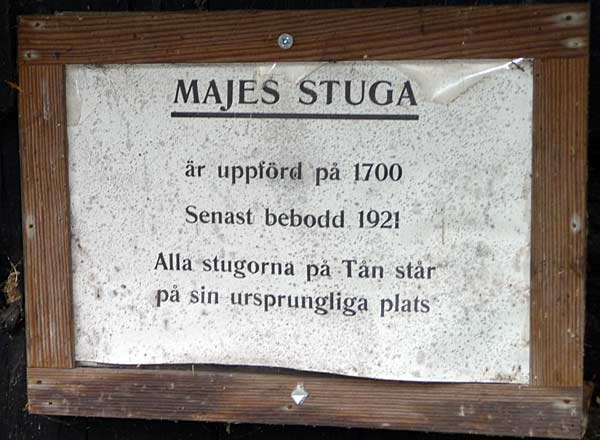 MAJES STUGA
är uppförd på 1700
Senast bebodd 1921
Alla stugorna på Tån står
på sin ursprungliga plats